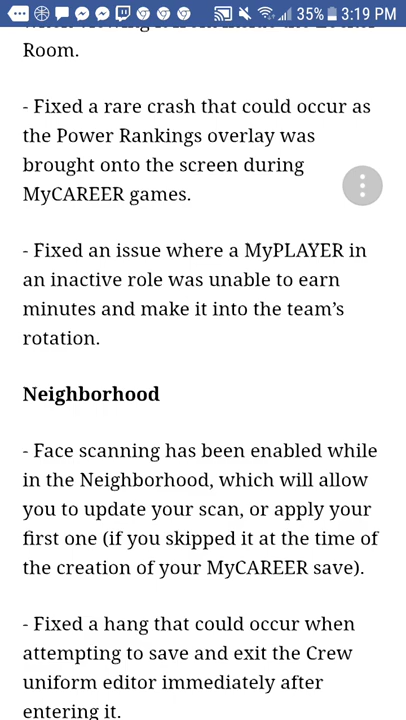 35% 3:19 PM
Room.
- Fixed a rare crash that could occur as
the Power Rankings overlay was
brought onto the screen during
MyCAREER games.
- Fixed an issue where a MyPLAYER in
an inactive role was unable to earn
minutes and make it into the team’s
rotation.
Neighborhood
- Face scanning has been enabled while
in the Neighborhood, which will allow
you to update your scan, or apply your
first one (if you skipped it at the time of
the creation of your MyCAREER save).
- Fixed a hang that could occur when
attempting to save and exit the Crew
uniform editor immediately after
entering it.